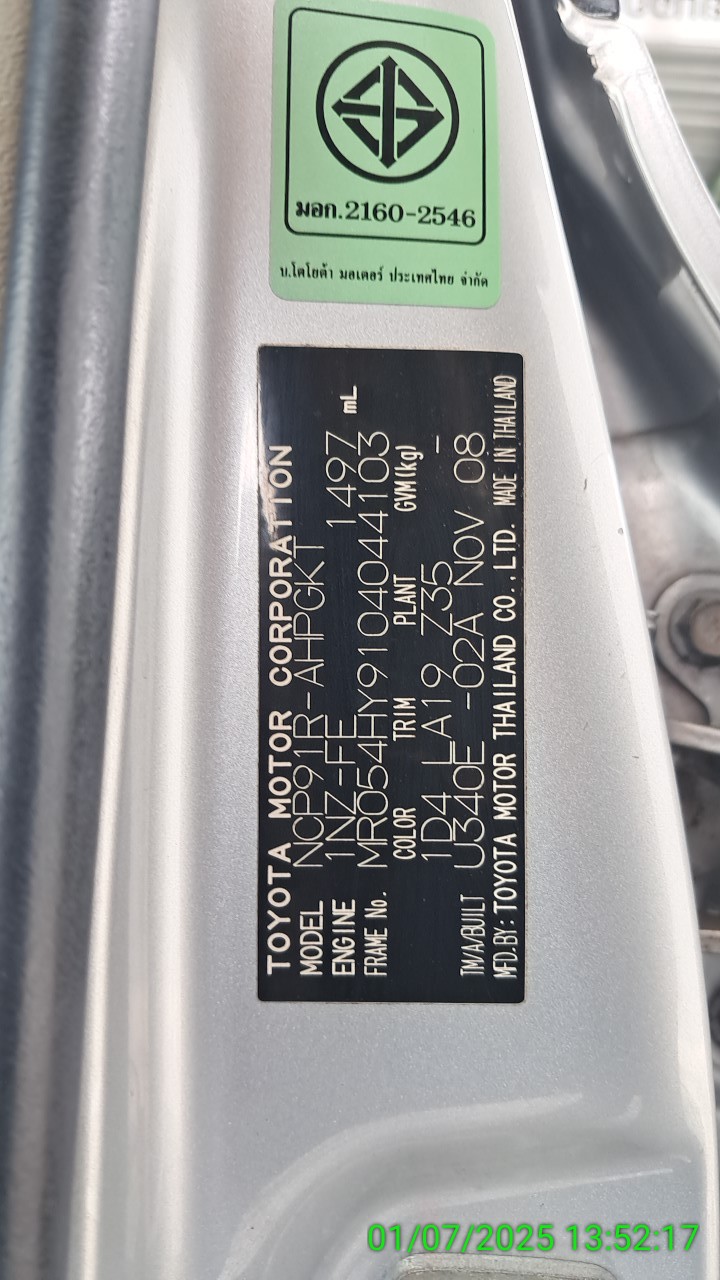 มอก.2160-2546
บ.โตโยต้า มอเตอร์ ประเทศไทย จำกัด
TOYOTA MOTOR CORPORATION
MODEL NCP91R-AHPGKT
ENGINE 1NZ-FE 1497 mL
FRAME No. MR054HY9104044103
COLOR TRIM PLANT GVM(kg)
1D4 LA19 Z35 -
TM/A/BUILT U340E -02A NOV 08
MFD.BY: TOYOTA MOTOR THAILAND CO.,LTD. MADE IN THAILAND
01/07/2025 13:52:17